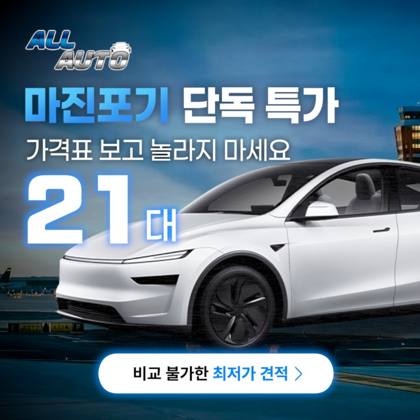 ALL
AUTO
마진포기 단독 특가
가격표 보고 놀라지 마세요
21대
비교 불가한 최저가 견적 >